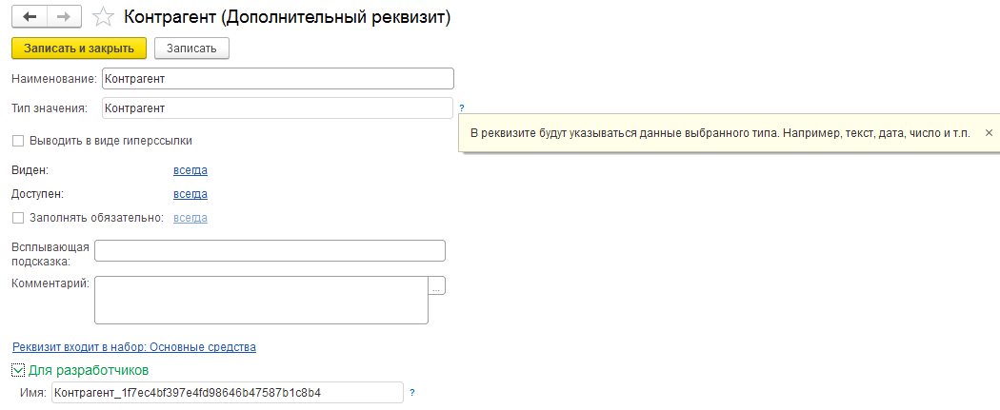 Контрагент (Дополнительный реквизит)
Записать и закрыть Записать
Наименование: Контрагент
Тип значения: Контрагент ?
В реквизите будут указываться данные выбранного типа. Например, текст, дата, число и т.п. ×
Выводить в виде гиперссылки
Виден: всегда
Доступен: всегда
Заполнять обязательно: всегда
Всплывающая
подсказка:
Комментарий: ...
Реквизит входит в набор: Основные средства
Для разработчиков
Имя: Контрагент_1f7ec4bf397e4fd98646b47587b1c8b4 ?